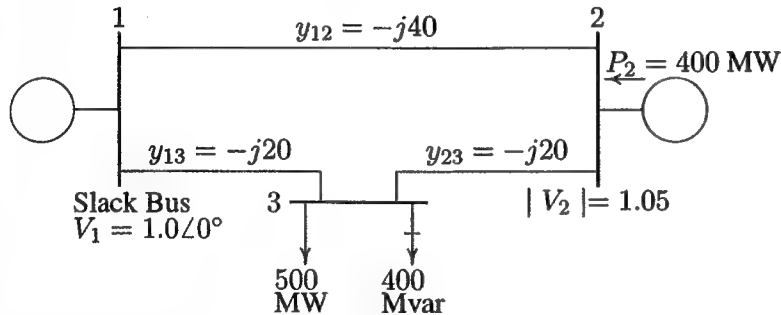 1
2
y₁₂ = −j40
P₂ = 400 MW
y₁₃ = −j20
y₂₃ = −j20
Slack Bus
V₁ = 1.0∠0°
3
| V₂ |= 1.05
500
MW
400
Mvar